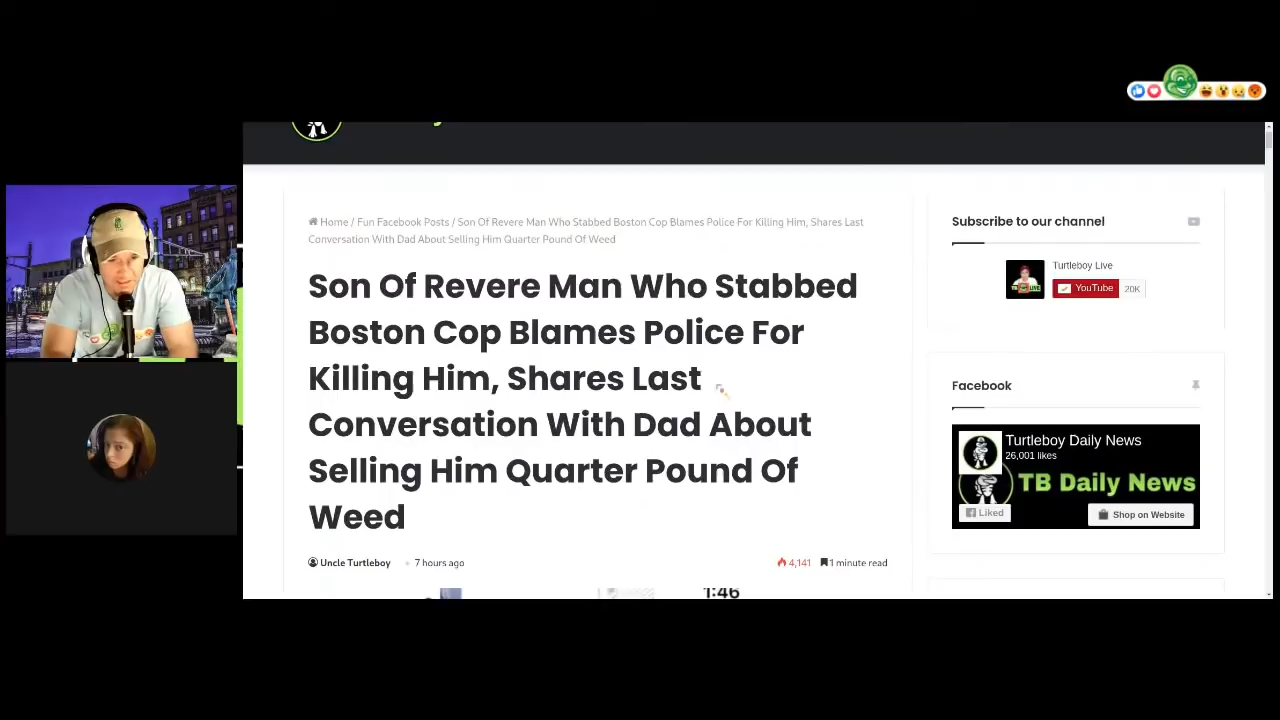 Home / Fun Facebook Posts / Son Of Revere Man Who Stabbed Boston Cop Blames Police For Killing Him, Shares Last
Conversation With Dad About Selling Him Quarter Pound Of Weed
Son Of Revere Man Who Stabbed
Boston Cop Blames Police For
Killing Him, Shares Last
Conversation With Dad About
Selling Him Quarter Pound Of
Weed
Uncle Turtleboy
7 hours ago
4,141
1 minute read
1:46
Subscribe to our channel
Turtleboy Live
YouTube
20K
Facebook
Turtleboy Daily News
26,001 likes
TB Daily News
Liked
Shop on Website